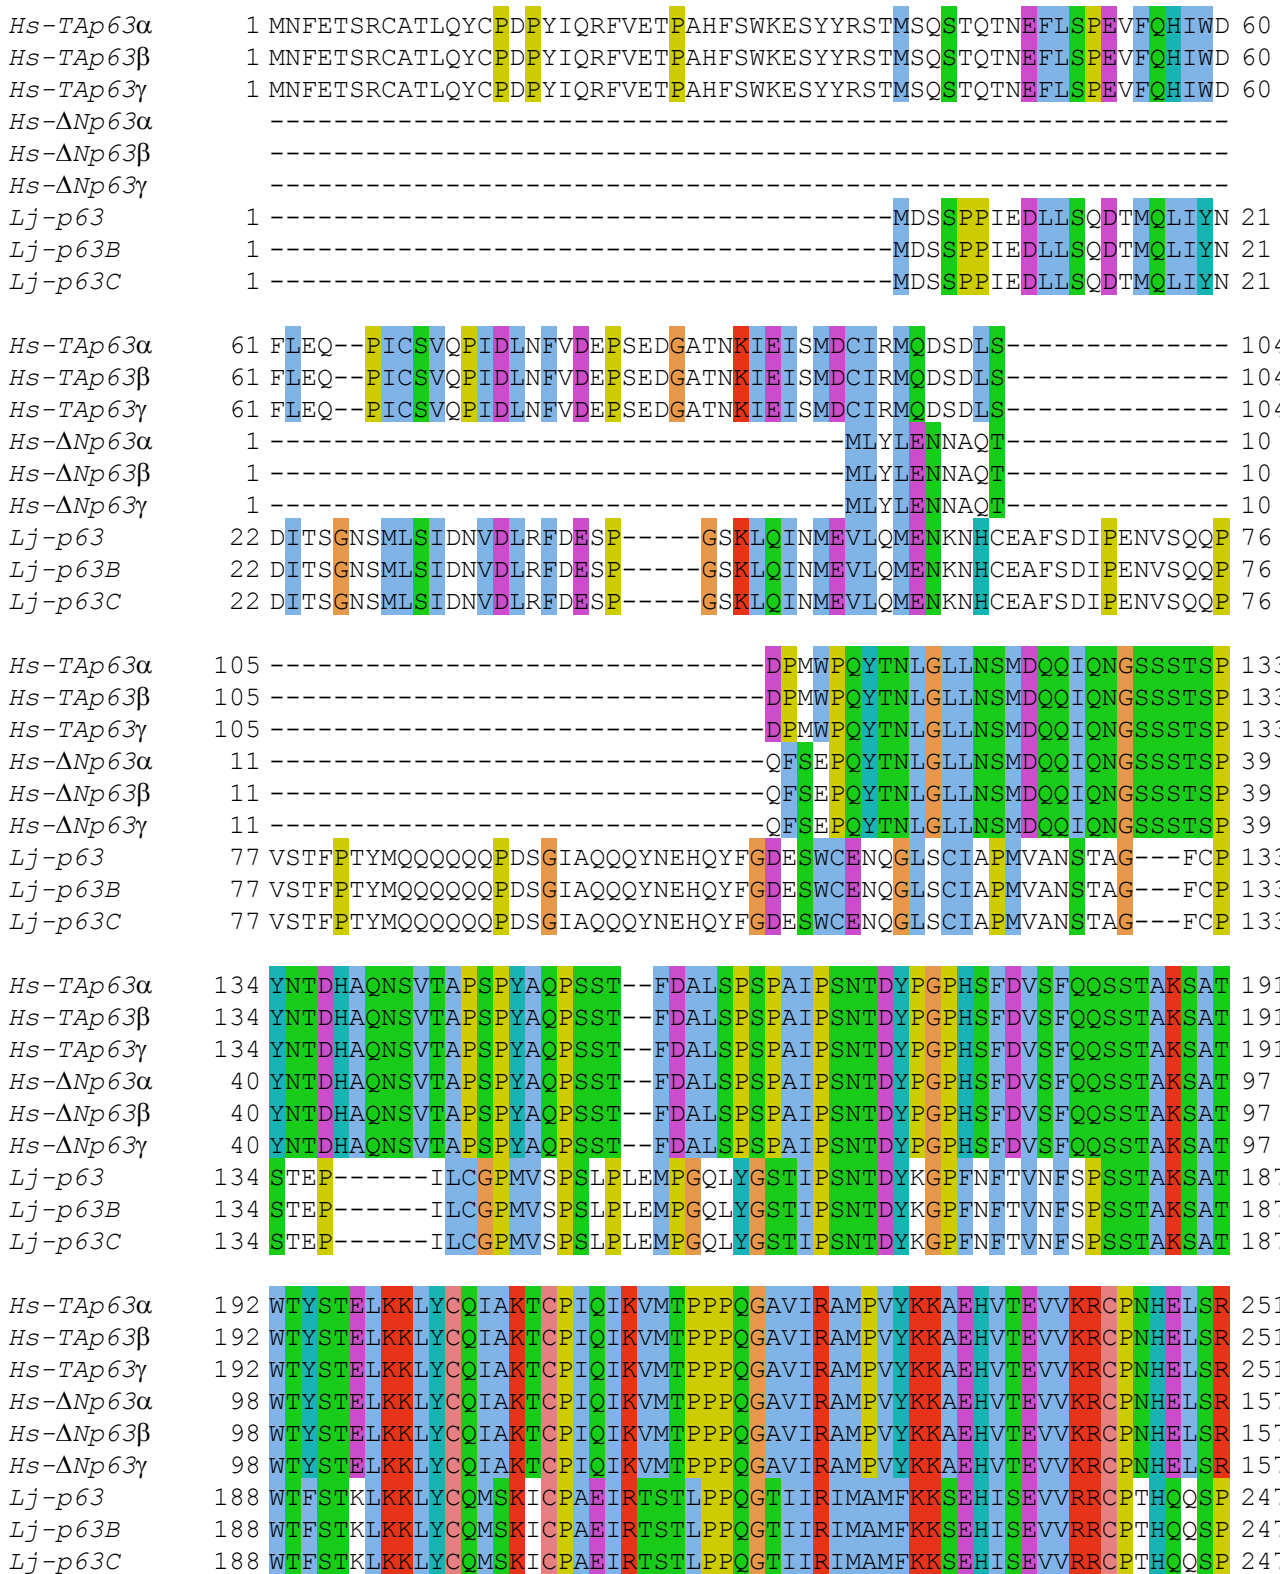 Hs-TAp63α 1 MNFETSRCATLQYCPDPYIQRFVETPAHFSWKESYYRSTMSQSTQTNEFLSPEVFQHIWD 60
Hs-TAp63β 1 MNFETSRCATLQYCPDPYIQRFVETPAHFSWKESYYRSTMSQSTQTNEFLSPEVFQHIWD 60
Hs-TAp63γ 1 MNFETSRCATLQYCPDPYIQRFVETPAHFSWKESYYRSTMSQSTQTNEFLSPEVFQHIWD 60
Hs-ΔNp63α ------------------------------------------------------------
Hs-ΔNp63β ------------------------------------------------------------
Hs-ΔNp63γ ------------------------------------------------------------
Lj-p63 1 ---------------------------------------MDSSPPIEDLLSQDTMQLIYN 21
Lj-p63B 1 ---------------------------------------MDSSPPIEDLLSQDTMQLIYN 21
Lj-p63C 1 ---------------------------------------MDSSPPIEDLLSQDTMQLIYN 21
Hs-TAp63α 61 FLEQ--PICSVQPIDLNFVDEPSEDGATNKIEISMDCIRMQDSDLS-------------- 104
Hs-TAp63β 61 FLEQ--PICSVQPIDLNFVDEPSEDGATNKIEISMDCIRMQDSDLS-------------- 104
Hs-TAp63γ 61 FLEQ--PICSVQPIDLNFVDEPSEDGATNKIEISMDCIRMQDSDLS-------------- 104
Hs-ΔNp63α 1 ------------------------------------MLYLENNAQT-------------- 10
Hs-ΔNp63β 1 ------------------------------------MLYLENNAQT-------------- 10
Hs-ΔNp63γ 1 ------------------------------------MLYLENNAQT-------------- 10
Lj-p63 22 DITSGNSMLSIDNVDLRFDESP-----GSKLQINMEVLQMENKNHCEAFSDIPENVSQQP 76
Lj-p63B 22 DITSGNSMLSIDNVDLRFDESP-----GSKLQINMEVLQMENKNHCEAFSDIPENVSQQP 76
Lj-p63C 22 DITSGNSMLSIDNVDLRFDESP-----GSKLQINMEVLQMENKNHCEAFSDIPENVSQQP 76
Hs-TAp63α 105 -------------------------------DPMWPQYTNLGLLNSMDQQIQNGSSSTSP 133
Hs-TAp63β 105 -------------------------------DPMWPQYTNLGLLNSMDQQIQNGSSSTSP 133
Hs-TAp63γ 105 -------------------------------DPMWPQYTNLGLLNSMDQQIQNGSSSTSP 133
Hs-ΔNp63α 11 -------------------------------QFSEPQYTNLGLLNSMDQQIQNGSSSTSP 39
Hs-ΔNp63β 11 -------------------------------QFSEPQYTNLGLLNSMDQQIQNGSSSTSP 39
Hs-ΔNp63γ 11 -------------------------------QFSEPQYTNLGLLNSMDQQIQNGSSSTSP 39
Lj-p63 77 VSTFPTYMQQQQQQPDSGIAQQQYNEHQYFGDESWCENQGLSCIAPMVANSTAG---FCP 133
Lj-p63B 77 VSTFPTYMQQQQQQPDSGIAQQQYNEHQYFGDESWCENQGLSCIAPMVANSTAG---FCP 133
Lj-p63C 77 VSTFPTYMQQQQQQPDSGIAQQQYNEHQYFGDESWCENQGLSCIAPMVANSTAG---FCP 133
Hs-TAp63α 134 YNTDHAQNSVTAPSPYAQPSST--FDALSPSPAIPSNTDYPGPHSFDVSFQQSSTAKSAT 191
Hs-TAp63β 134 YNTDHAQNSVTAPSPYAQPSST--FDALSPSPAIPSNTDYPGPHSFDVSFQQSSTAKSAT 191
Hs-TAp63γ 134 YNTDHAQNSVTAPSPYAQPSST--FDALSPSPAIPSNTDYPGPHSFDVSFQQSSTAKSAT 191
Hs-ΔNp63α 40 YNTDHAQNSVTAPSPYAQPSST--FDALSPSPAIPSNTDYPGPHSFDVSFQQSSTAKSAT 97
Hs-ΔNp63β 40 YNTDHAQNSVTAPSPYAQPSST--FDALSPSPAIPSNTDYPGPHSFDVSFQQSSTAKSAT 97
Hs-ΔNp63γ 40 YNTDHAQNSVTAPSPYAQPSST--FDALSPSPAIPSNTDYPGPHSFDVSFQQSSTAKSAT 97
Lj-p63 134 STEP------ILCGPMVSPSLPLEMPGQLYGSTIPSNTDYKGPFNFTVNFSPSSTAKSAT 187
Lj-p63B 134 STEP------ILCGPMVSPSLPLEMPGQLYGSTIPSNTDYKGPFNFTVNFSPSSTAKSAT 187
Lj-p63C 134 STEP------ILCGPMVSPSLPLEMPGQLYGSTIPSNTDYKGPFNFTVNFSPSSTAKSAT 187
Hs-TAp63α 192 WTYSTELKKLYCQIAKTCPIQIKVMTPPPQGAVIRAMPVYKKAEHVTEVVKRCPNHELSR 251
Hs-TAp63β 192 WTYSTELKKLYCQIAKTCPIQIKVMTPPPQGAVIRAMPVYKKAEHVTEVVKRCPNHELSR 251
Hs-TAp63γ 192 WTYSTELKKLYCQIAKTCPIQIKVMTPPPQGAVIRAMPVYKKAEHVTEVVKRCPNHELSR 251
Hs-ΔNp63α 98 WTYSTELKKLYCQIAKTCPIQIKVMTPPPQGAVIRAMPVYKKAEHVTEVVKRCPNHELSR 157
Hs-ΔNp63β 98 WTYSTELKKLYCQIAKTCPIQIKVMTPPPQGAVIRAMPVYKKAEHVTEVVKRCPNHELSR 157
Hs-ΔNp63γ 98 WTYSTELKKLYCQIAKTCPIQIKVMTPPPQGAVIRAMPVYKKAEHVTEVVKRCPNHELSR 157
Lj-p63 188 WTFSTKLKKLYCQMSKICPAEIRTSTLPPQGTIIRIMAMFKKSEHISEVVRRCPTHQQSP 247
Lj-p63B 188 WTFSTKLKKLYCQMSKICPAEIRTSTLPPQGTIIRIMAMFKKSEHISEVVRRCPTHQQSP 247
Lj-p63C 188 WTFSTKLKKLYCQMSKICPAEIRTSTLPPQGTIIRIMAMFKKSEHISEVVRRCPTHQQSP 247